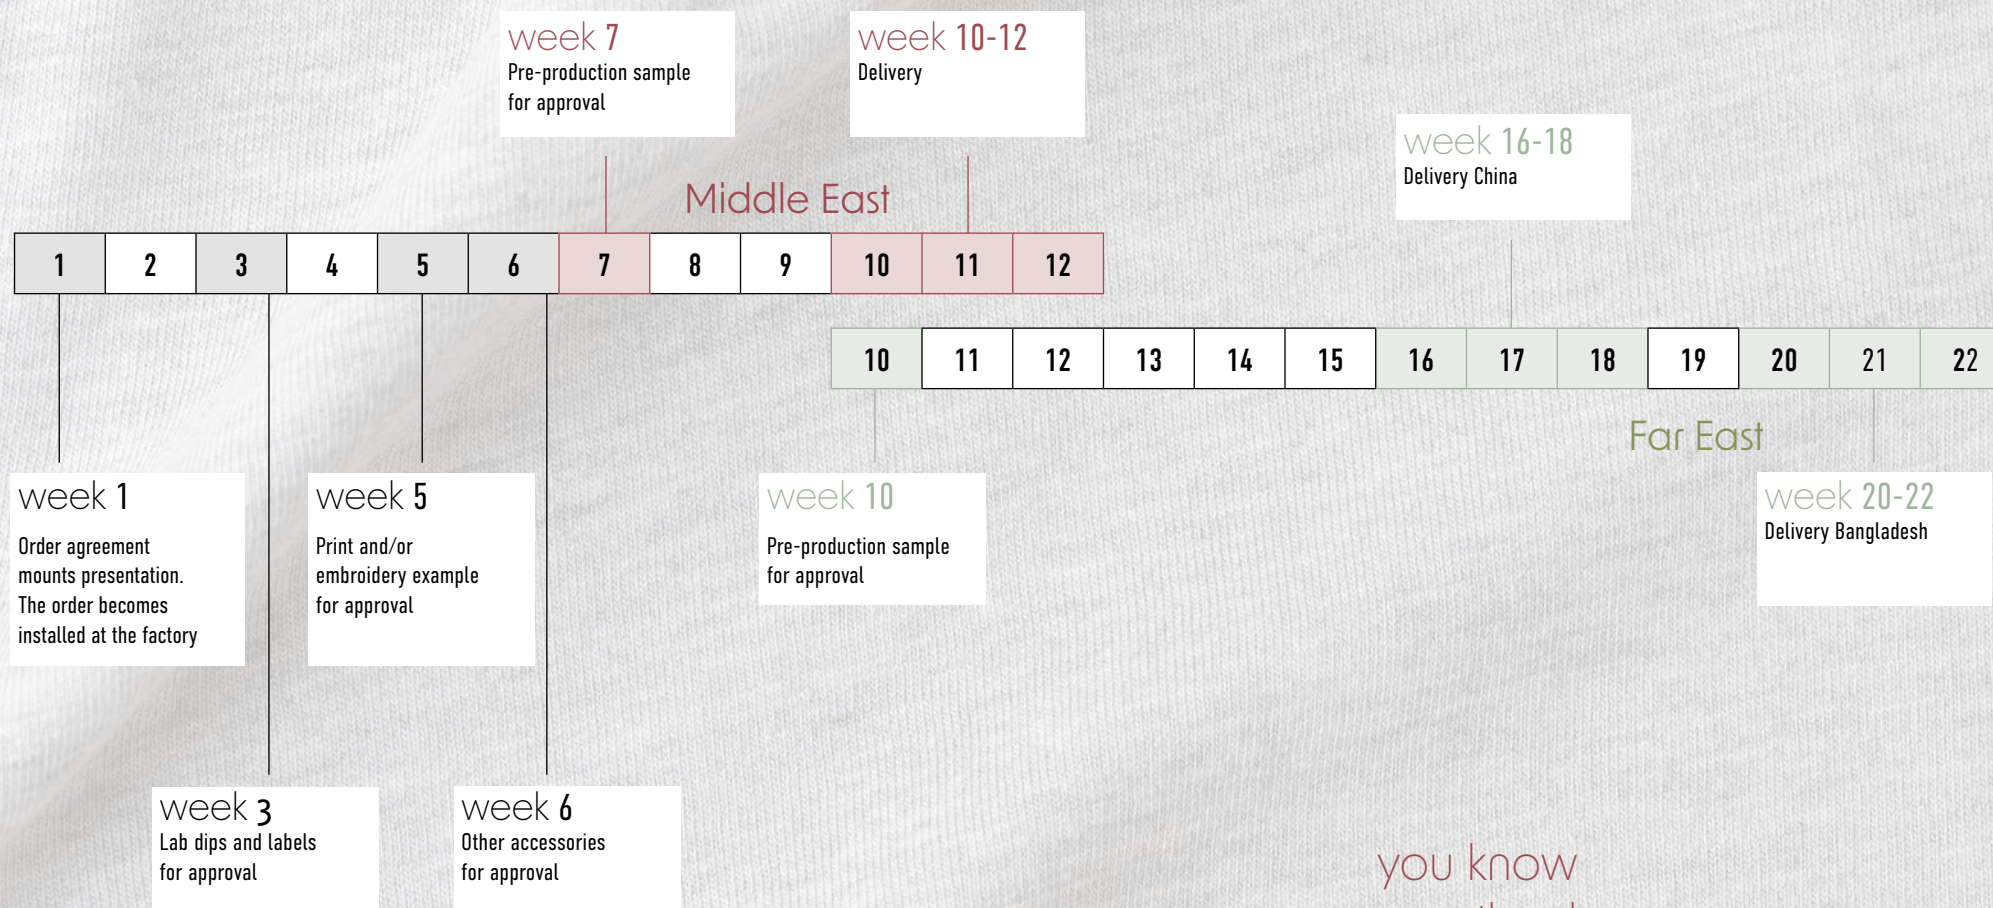 week 7
Pre-production sample
for approval
week 10-12
Delivery
week 16-18
Delivery China
Middle East
1 2 3 4 5 6 7 8 9 10 11 12
10 11 12 13 14 15 16 17 18 19 20 21 22
Far East
week 1
Order agreement
mounts presentation.
The order becomes
installed at the factory
week 5
Print and/or
embroidery example
for approval
week 10
Pre-production sample
for approval
week 20-22
Delivery Bangladesh
week 3
Lab dips and labels
for approval
week 6
Other accessories
for approval
you know